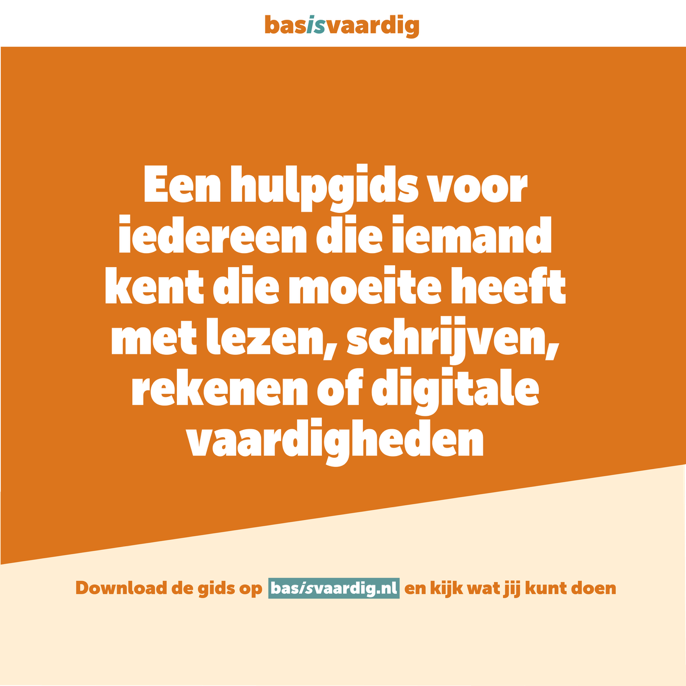 basisvaardig
Een hulpgids voor
iedereen die iemand
kent die moeite heeft
met lezen, schrijven,
rekenen of digitale
vaardigheden
Download de gids op basisvaardig.nl en kijk wat jij kunt doen